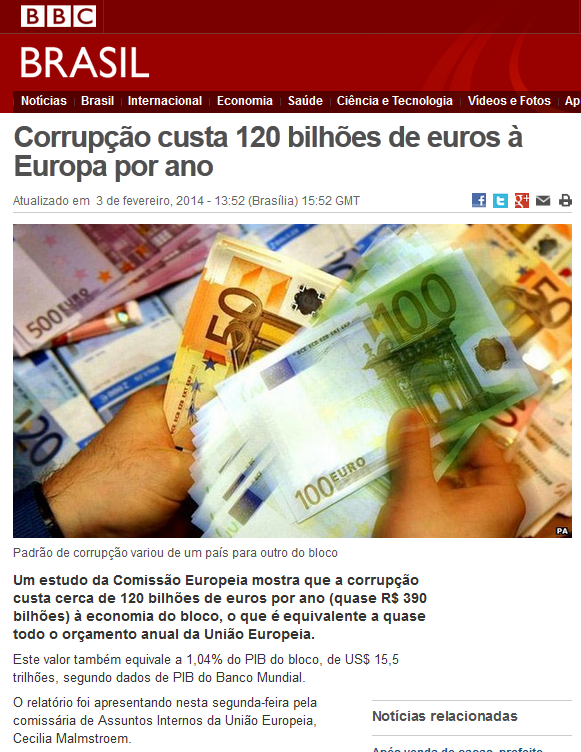 BBC
BRASIL
Notícias Brasil Internacional Economia Saúde Ciência e Tecnologia Vídeos e Fotos Ap
Corrupção custa 120 bilhões de euros à
Europa por ano
Atualizado em 3 de fevereiro, 2014 - 13:52 (Brasília) 15:52 GMT
500 EURO
50
100
20
100 EURO
PA
Padrão de corrupção variou de um país para outro do bloco
Um estudo da Comissão Europeia mostra que a corrupção
custa cerca de 120 bilhões de euros por ano (quase R$ 390
bilhões) à economia do bloco, o que é equivalente a quase
todo o orçamento anual da União Europeia.
Este valor também equivale a 1,04% do PIB do bloco, de US$ 15,5
trilhões, segundo dados de PIB do Banco Mundial.
O relatório foi apresentando nesta segunda-feira pela
comissária de Assuntos Internos da União Europeia,
Cecilia Malmstroem.
Notícias relacionadas
Após venda de sacao, prefeito